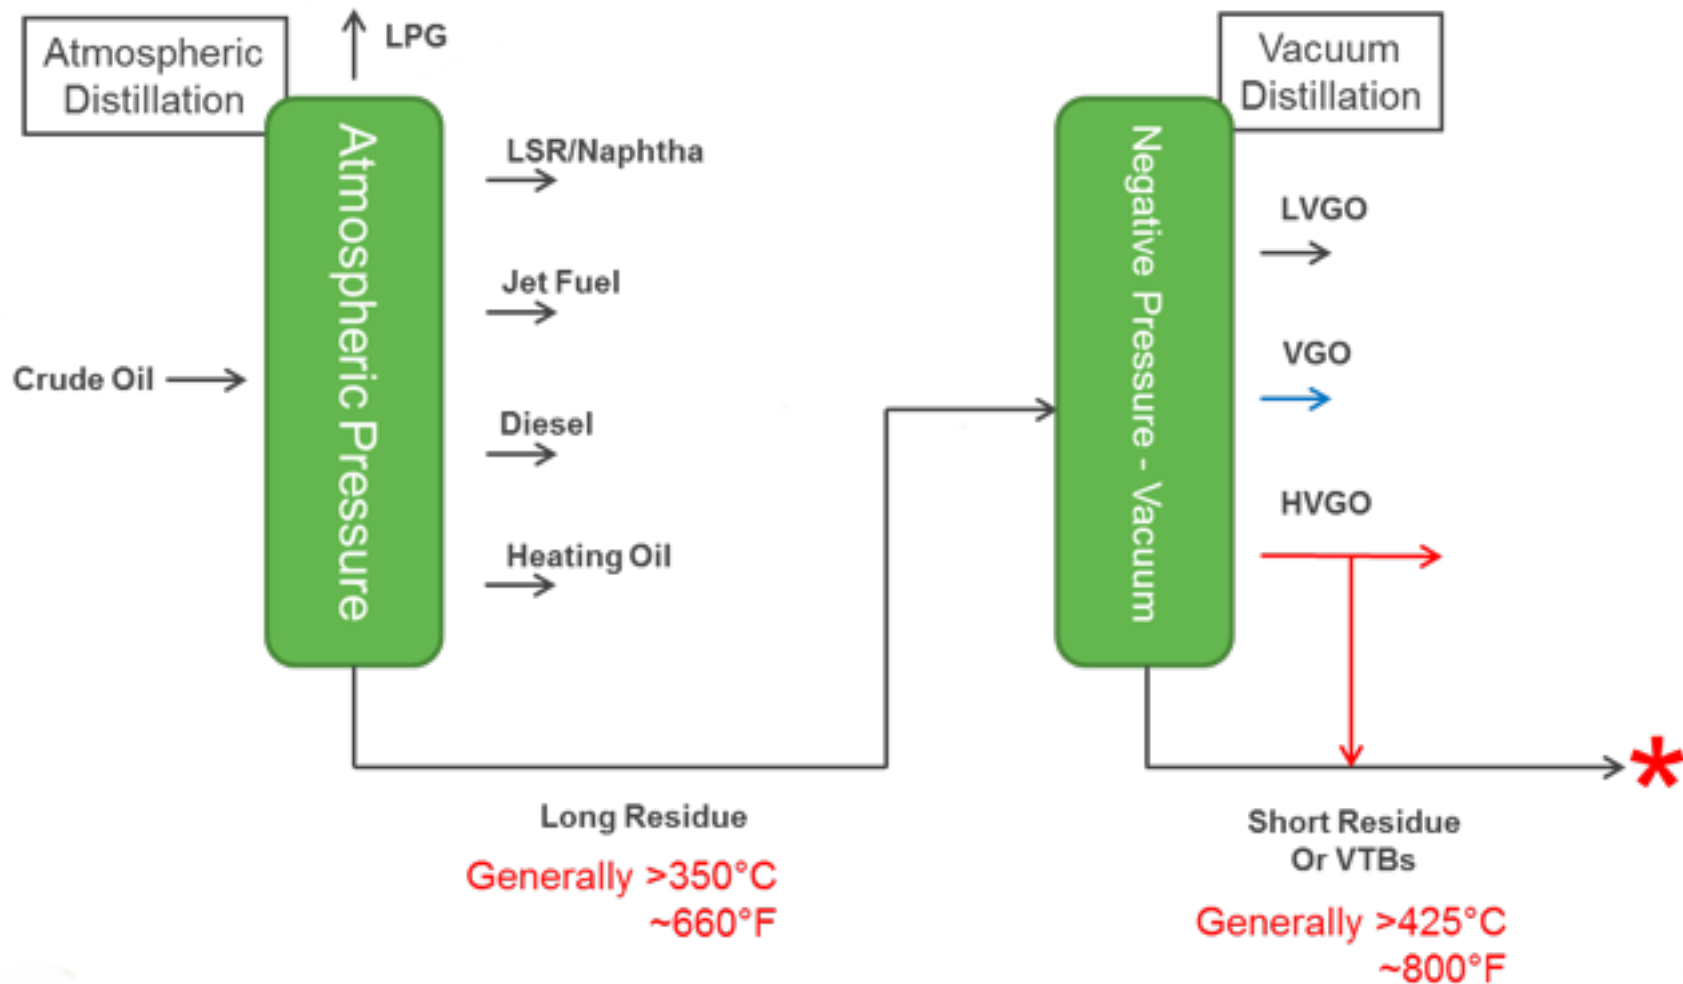 Atmospheric
Distillation
LPG
Atmospheric Pressure
Crude Oil
LSR/Naphtha
Jet Fuel
Diesel
Heating Oil
Long Residue
Generally >350°C
~660°F
Vacuum
Distillation
Negative Pressure - Vacuum
LVGO
VGO
HVGO
*
Short Residue
Or VTBs
Generally >425°C
~800°F